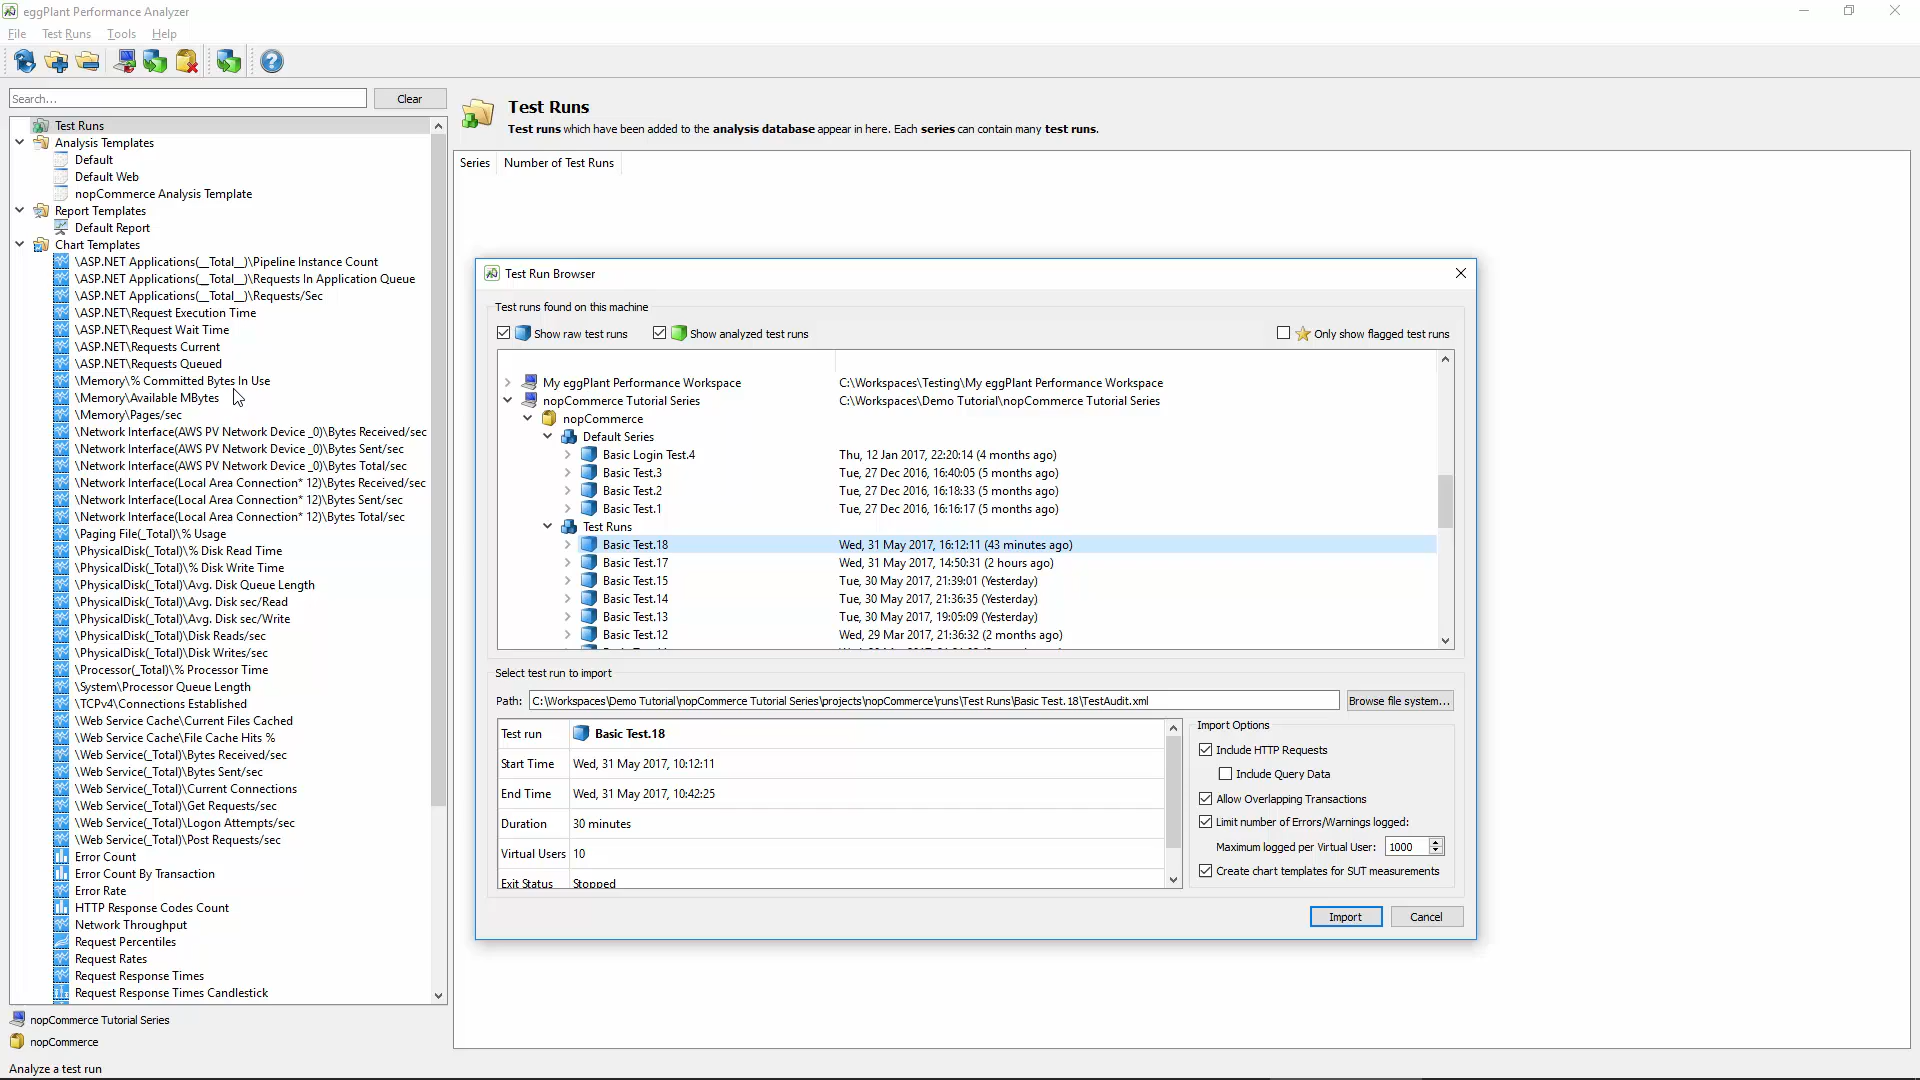 eggPlant Performance Analyzer
File Test Runs Tools Help
Search...
Clear
Test Runs
Analysis Templates
Default
Default Web
nopCommerce Analysis Template
Report Templates
Default Report
Chart Templates
\ASP.NET Applications(__Total__)\Pipeline Instance Count
\ASP.NET Applications(__Total__)\Requests In Application Queue
\ASP.NET Applications(__Total__)\Requests/Sec
\ASP.NET\Request Execution Time
\ASP.NET\Request Wait Time
\ASP.NET\Requests Current
\ASP.NET\Requests Queued
\Memory\% Committed Bytes In Use
\Memory\Available MBytes
\Memory\Pages/sec
\Network Interface(AWS PV Network Device _0)\Bytes Received/sec
\Network Interface(AWS PV Network Device _0)\Bytes Sent/sec
\Network Interface(AWS PV Network Device _0)\Bytes Total/sec
\Network Interface(Local Area Connection* 12)\Bytes Received/sec
\Network Interface(Local Area Connection* 12)\Bytes Sent/sec
\Network Interface(Local Area Connection* 12)\Bytes Total/sec
\Paging File(_Total)\% Usage
\PhysicalDisk(_Total)\% Disk Read Time
\PhysicalDisk(_Total)\% Disk Write Time
\PhysicalDisk(_Total)\Avg. Disk Queue Length
\PhysicalDisk(_Total)\Avg. Disk sec/Read
\PhysicalDisk(_Total)\Avg. Disk sec/Write
\PhysicalDisk(_Total)\Disk Reads/sec
\PhysicalDisk(_Total)\Disk Writes/sec
\Processor(_Total)\% Processor Time
\System\Processor Queue Length
\TCPv4\Connections Established
\Web Service Cache\Current Files Cached
\Web Service Cache\File Cache Hits %
\Web Service(_Total)\Bytes Received/sec
\Web Service(_Total)\Bytes Sent/sec
\Web Service(_Total)\Current Connections
\Web Service(_Total)\Get Requests/sec
\Web Service(_Total)\Logon Attempts/sec
\Web Service(_Total)\Post Requests/sec
Error Count
Error Count By Transaction
Error Rate
HTTP Response Codes Count
Network Throughput
Request Percentiles
Request Rates
Request Response Times
Request Response Times Candlestick
nopCommerce Tutorial Series
nopCommerce
Analyze a test run
Test Runs
Test runs which have been added to the analysis database appear in here. Each series can contain many test runs.
Series Number of Test Runs
Test Run Browser
Test runs found on this machine
Show raw test runs Show analyzed test runs Only show flagged test runs
My eggPlant Performance Workspace C:\Workspaces\Testing\My eggPlant Performance Workspace
nopCommerce Tutorial Series C:\Workspaces\Demo Tutorial\nopCommerce Tutorial Series
nopCommerce
Default Series
Basic Login Test.4 Thu, 12 Jan 2017, 22:20:14 (4 months ago)
Basic Test.3 Tue, 27 Dec 2016, 16:40:05 (5 months ago)
Basic Test.2 Tue, 27 Dec 2016, 16:18:33 (5 months ago)
Basic Test.1 Tue, 27 Dec 2016, 16:16:17 (5 months ago)
Test Runs
Basic Test.18 Wed, 31 May 2017, 16:12:11 (43 minutes ago)
Basic Test.17 Wed, 31 May 2017, 14:50:31 (2 hours ago)
Basic Test.15 Tue, 30 May 2017, 21:39:01 (Yesterday)
Basic Test.14 Tue, 30 May 2017, 21:36:35 (Yesterday)
Basic Test.13 Tue, 30 May 2017, 19:05:09 (Yesterday)
Basic Test.12 Wed, 29 Mar 2017, 21:36:32 (2 months ago)
Select test run to import
Path: C:\Workspaces\Demo Tutorial\nopCommerce Tutorial Series\projects\nopCommerce\runs\Test Runs\Basic Test.18\TestAudit.xml Browse file system...
Test run Basic Test.18
Start Time Wed, 31 May 2017, 10:12:11
End Time Wed, 31 May 2017, 10:42:25
Duration 30 minutes
Virtual Users 10
Exit Status Stopped
Import Options
Include HTTP Requests
Include Query Data
Allow Overlapping Transactions
Limit number of Errors/Warnings logged:
Maximum logged per Virtual User: 1000
Create chart templates for SUT measurements
Import Cancel